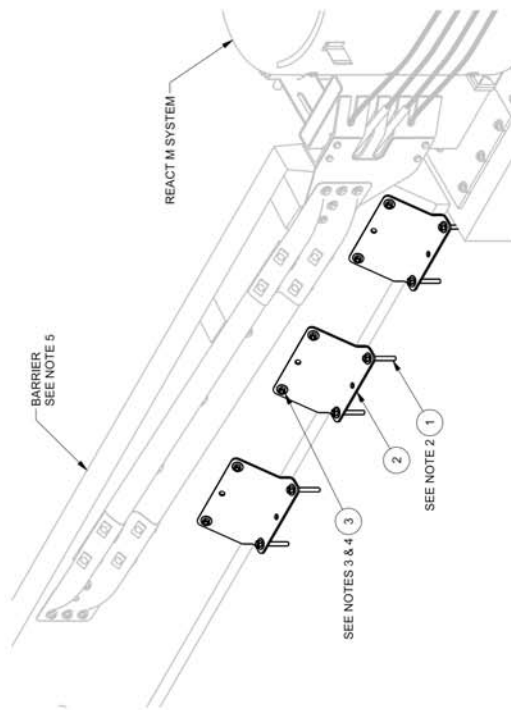 REACT M SYSTEM
BARRIER
SEE NOTE 5
1
SEE NOTE 2
2
3
SEE NOTES 3 & 4